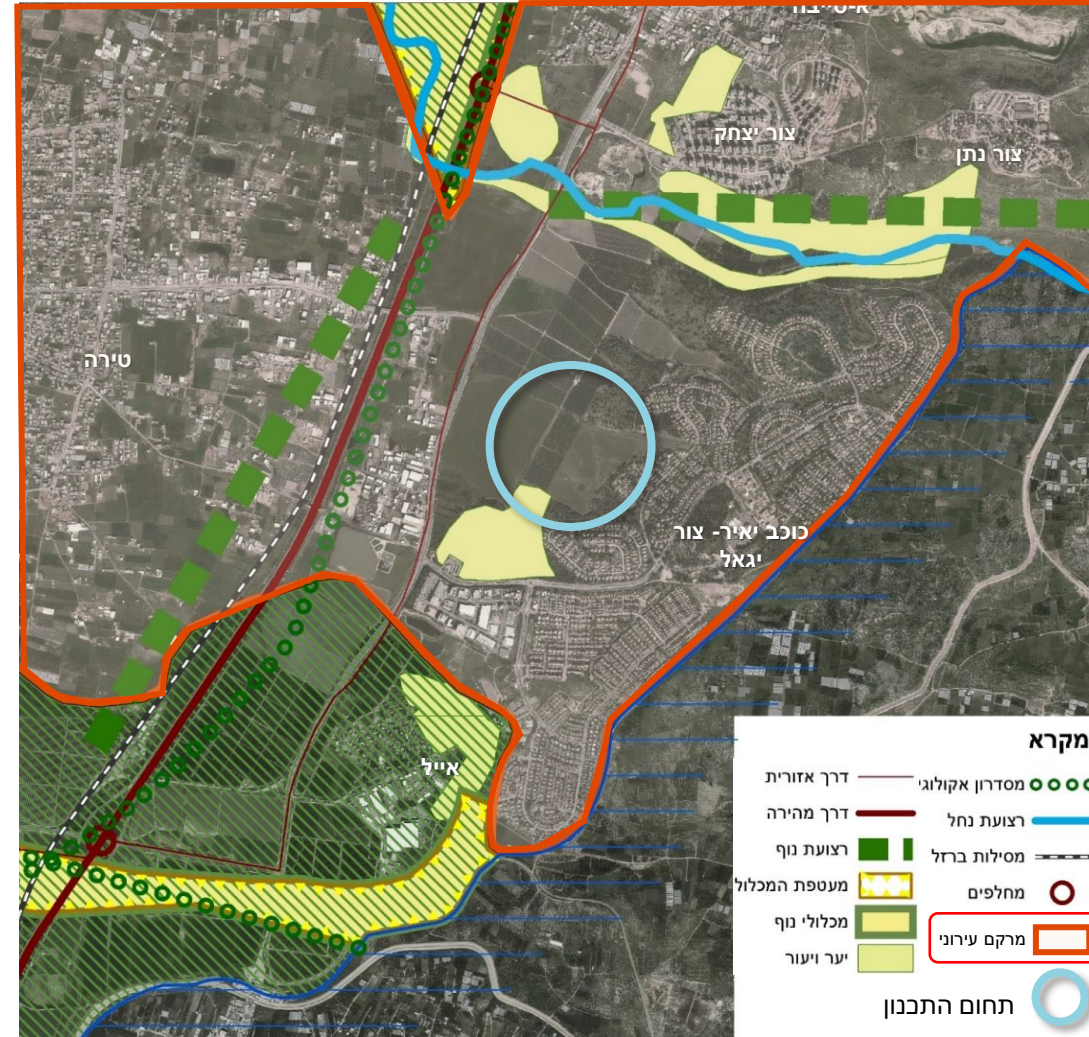 א-טייבה
צור יצחק
צור נתן
טירה
כוכב יאיר- צור
יגאל
אייל
מקרא
מסדרון אקולוגי
דרך אזורית
רצועת נחל
דרך מהירה
מסילות ברזל
רצועת נוף
מחלפים
מעטפת המכלול
מרקם עירוני
מכלולי נוף
יער ויעור
תחום התכנון